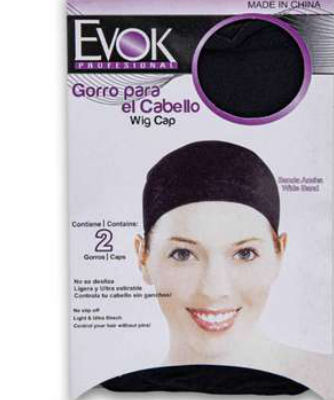 MADE IN CHINA
EVOK
PROFESIONAL
Gorro para
el Cabello
Wig Cap
Banda Ancha
Wide Band
Contiene | Contains:
2
Gorros | Caps
No se desliza
Ligera y Ultra estirable
Controla tu cabello sin ganchos!
No slip off
Light & Ultra Strech
Control your hair without pins!